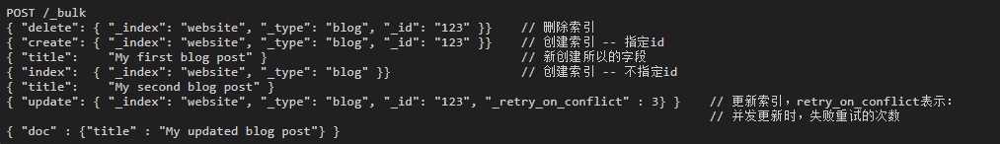 POST /_bulk
{ "delete": { "_index": "website", "_type": "blog", "_id": "123" }}    // 删除索引
{ "create": { "_index": "website", "_type": "blog", "_id": "123" }}    // 创建索引 -- 指定id
{ "title":    "My first blog post" }    // 新创建所以的字段
{ "index":  { "_index": "website", "_type": "blog" }}    // 创建索引 -- 不指定id
{ "title":    "My second blog post" }
{ "update": { "_index": "website", "_type": "blog", "_id": "123", "_retry_on_conflict" : 3} }    // 更新索引，retry_on_conflict表示：
// 并发更新时，失败重试的次数
{ "doc" : {"title" : "My updated blog post"} }